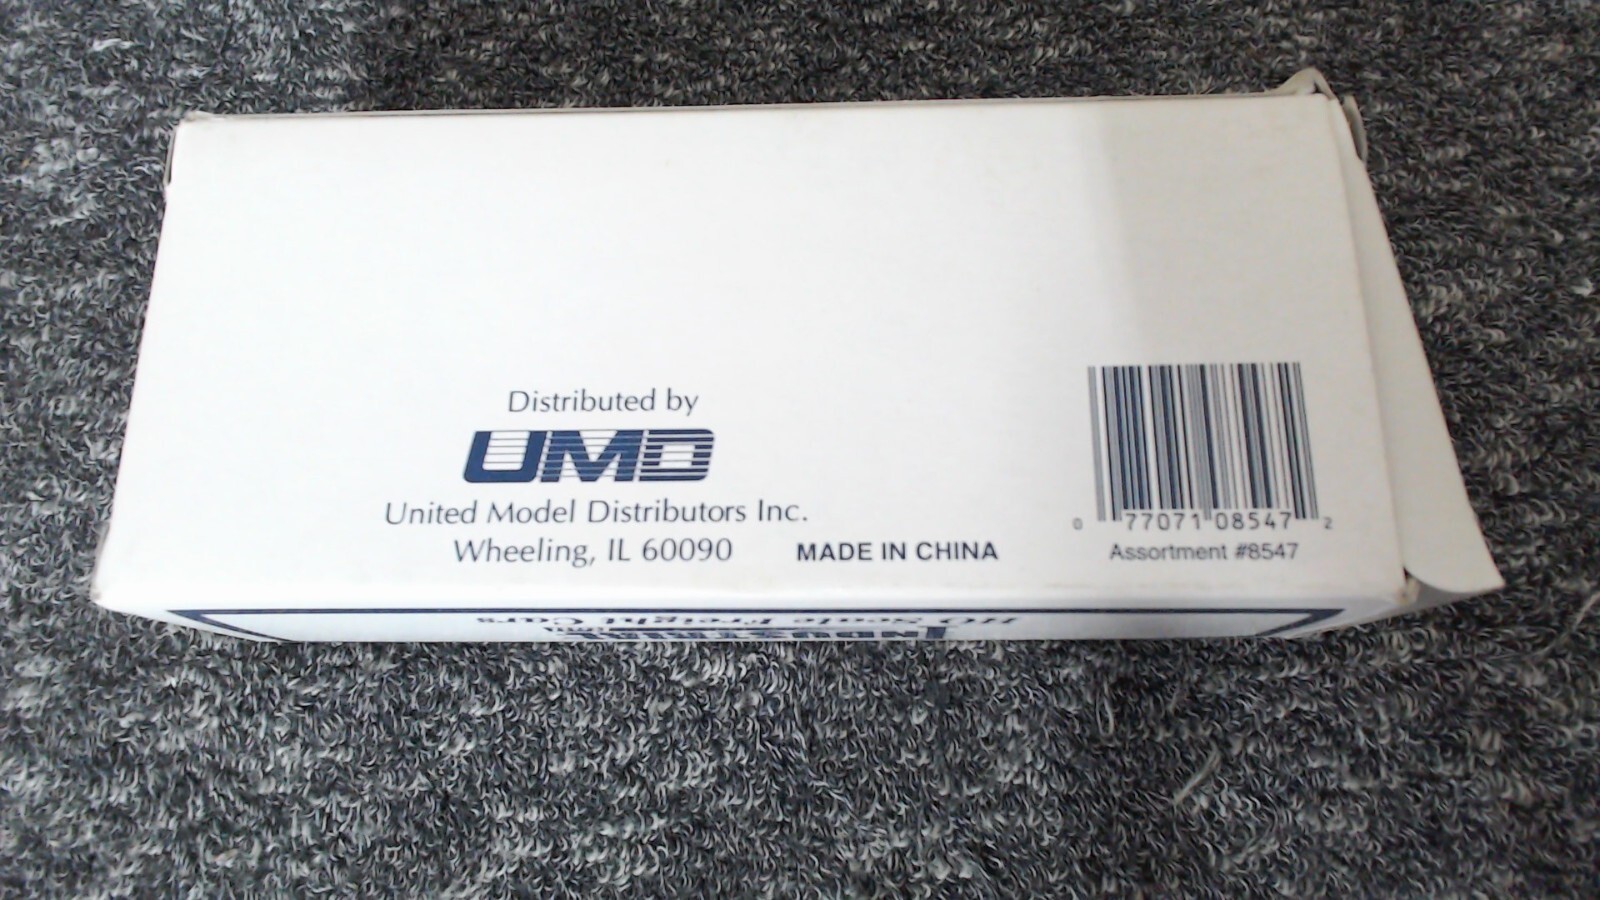 Distributed by
UMD
United Model Distributors Inc.
Wheeling, IL 60090
MADE IN CHINA
0 77071 08547 2
Assortment #8547
HO Scale Freight Cars